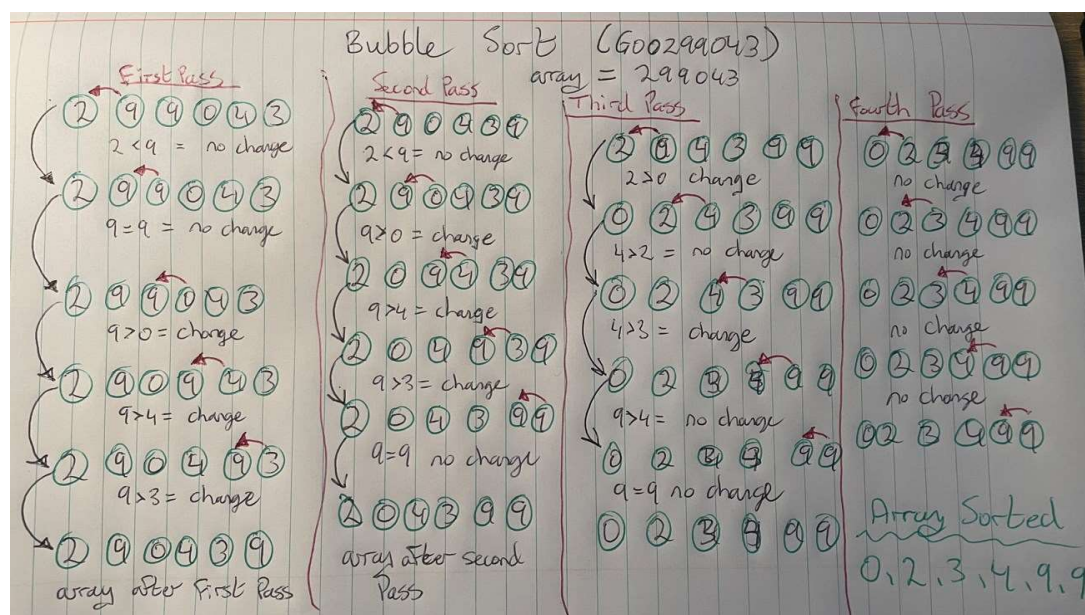 Bubble Sort (G00299043)
array = 299043
First Pass
2 9 9 0 4 3
2 < 9 = no change
2 9 9 0 4 3
9 = 9 = no change
2 9 9 0 4 3
9 > 0 = change
2 9 0 9 4 3
9 > 4 = change
2 9 0 4 9 3
9 > 3 = change
2 9 0 4 3 9
array after First Pass
Second Pass
2 9 0 4 3 9
2 < 9 = no change
2 9 0 4 3 9
9 > 0 = change
2 0 9 4 3 9
9 > 4 = change
2 0 4 9 3 9
9 > 3 = change
2 0 4 3 9 9
9 = 9 no change
2 0 4 3 9 9
array after second
Pass
Third Pass
2 0 4 3 9 9
2 > 0 change
0 2 4 3 9 9
4 > 2 = no change
0 2 4 3 9 9
4 > 3 = change
0 2 3 4 9 9
9 > 4 = no change
0 2 3 4 9 9
9 = 9 no change
0 2 3 4 9 9
Fourth Pass
0 2 3 4 9 9
no change
0 2 3 4 9 9
no change
0 2 3 4 9 9
no change
0 2 3 4 9 9
no change
0 2 3 4 9 9
Array Sorted
0, 2, 3, 4, 9, 9